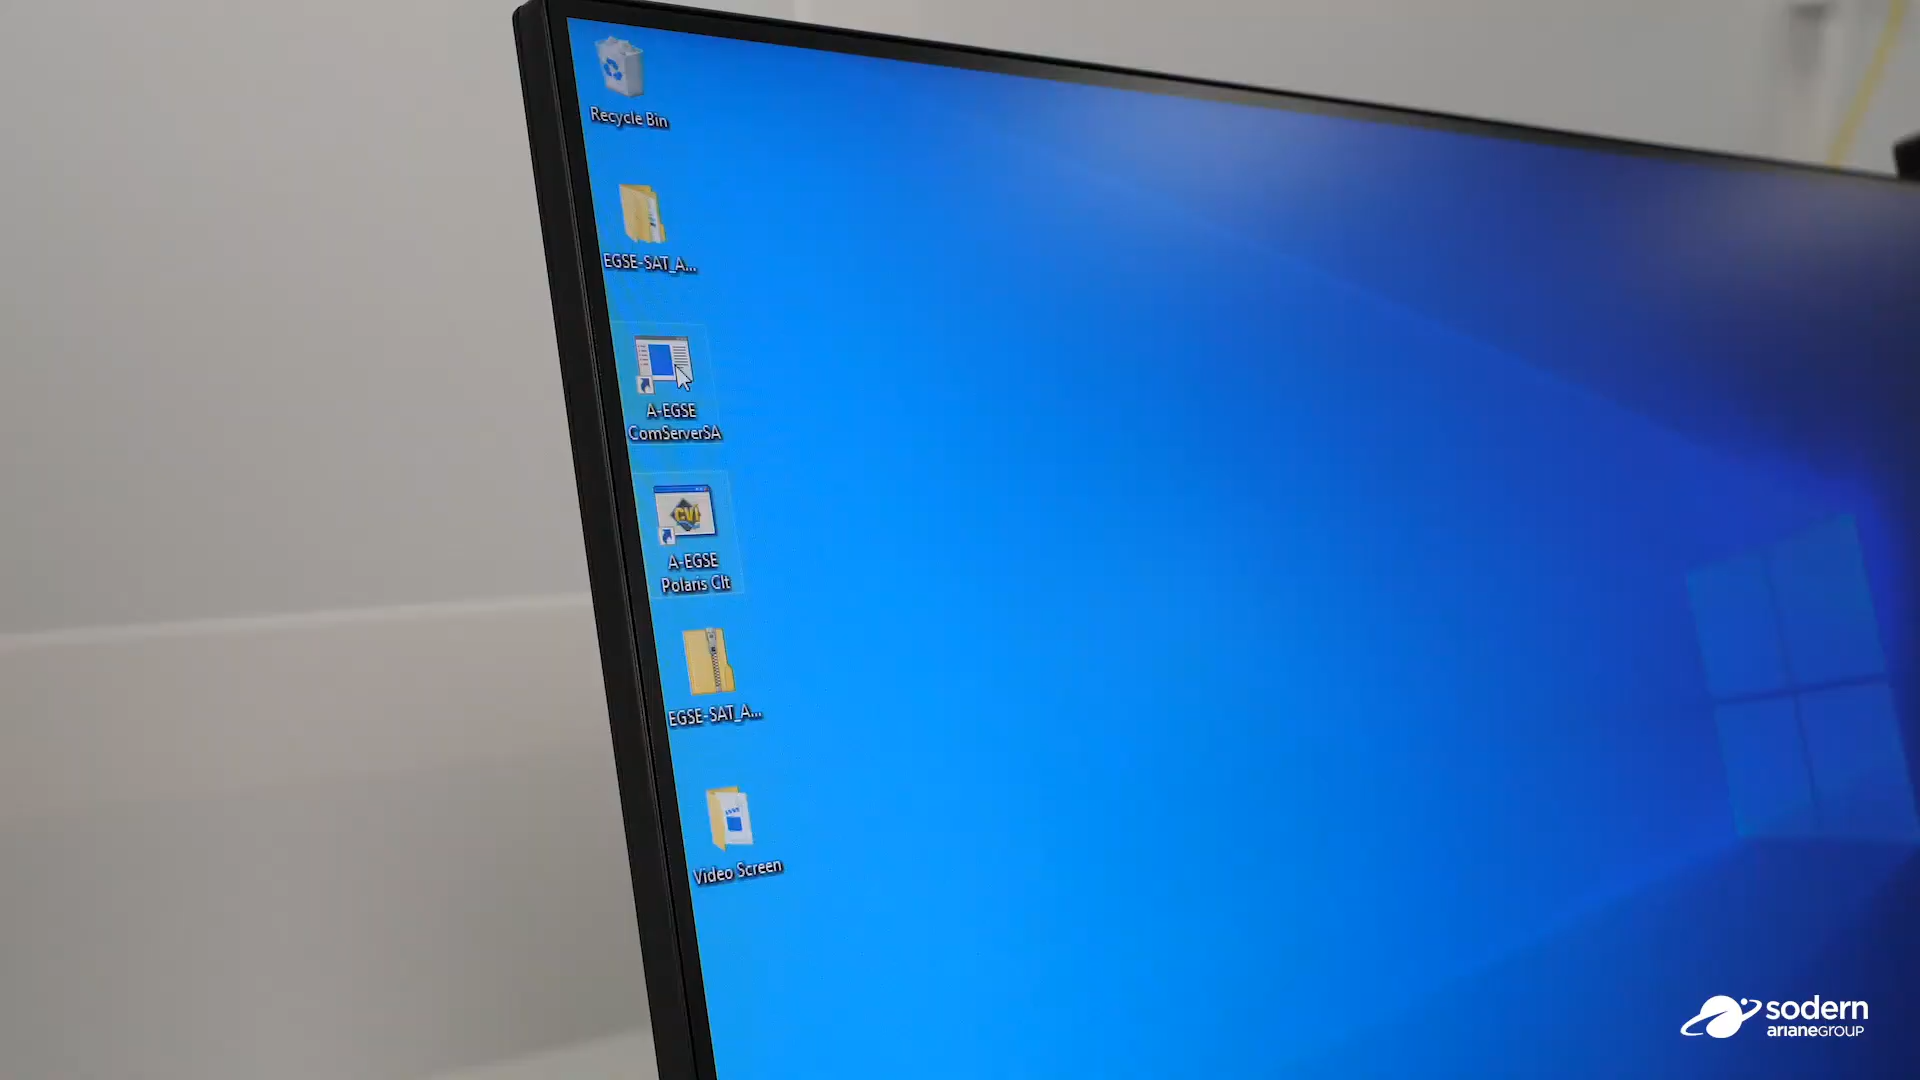 Recycle Bin
EGSE-SAT_A...
A-EGSE
ComServerSA
CVI
A-EGSE
Polaris Clt
EGSE-SAT_A...
Video Screen
sodern
arianeGROUP